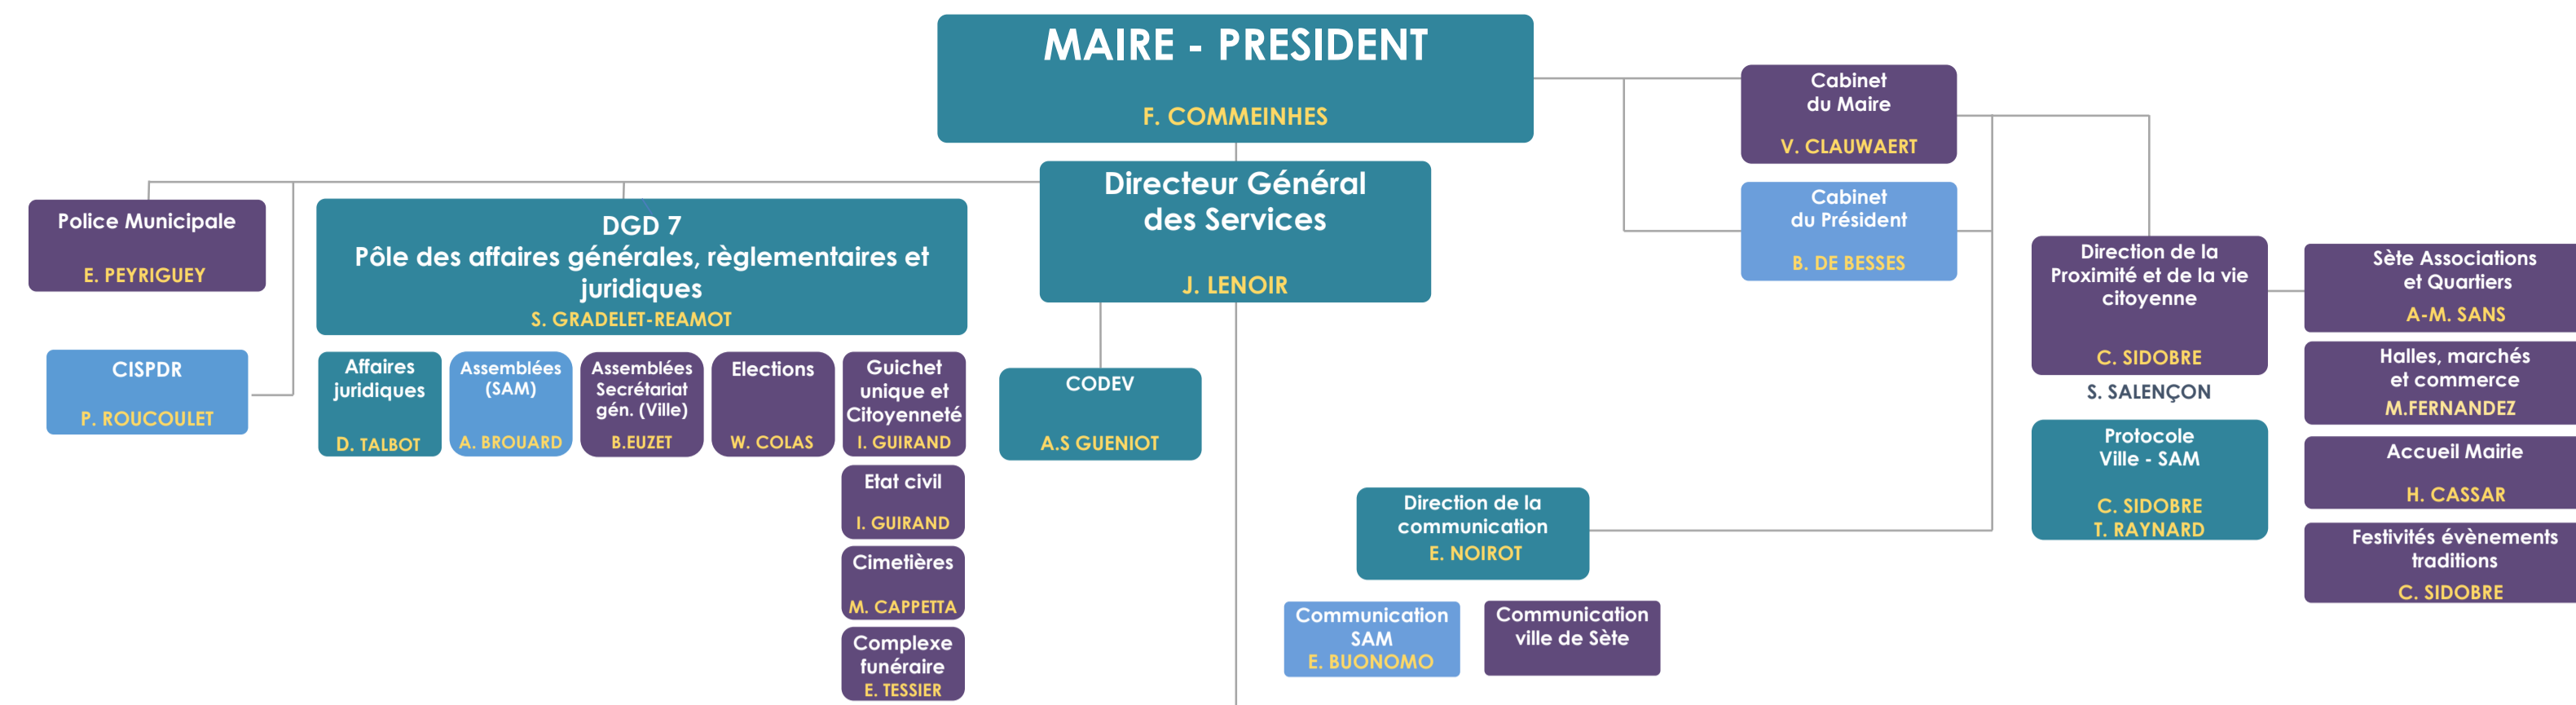 MAIRE - PRESIDENT
F. COMMEINHES
Cabinet
du Maire
V. CLAUWAERT
Cabinet
du Président
B. DE BESSES
Directeur Général
des Services
J. LENOIR
Police Municipale
E. PEYRIGUEY
CISPDR
P. ROUCOULET
DGD 7
Pôle des affaires générales, règlementaires et
juridiques
S. GRADELET-REAMOT
Affaires
juridiques
D. TALBOT
Assemblées
(SAM)
A. BROUARD
Assemblées
Secrétariat
gén. (Ville)
B.EUZET
Elections
W. COLAS
Guichet
unique et
Citoyenneté
I. GUIRAND
Etat civil
I. GUIRAND
Cimetières
M. CAPPETTA
Complexe
funéraire
E. TESSIER
CODEV
A.S GUENIOT
Direction de la
communication
E. NOIROT
Communication
SAM
E. BUONOMO
Communication
ville de Sète
Direction de la
Proximité et de la vie
citoyenne
C. SIDOBRE
S. SALENÇON
Protocole
Ville - SAM
C. SIDOBRE
T. RAYNARD
Sète Associations
et Quartiers
A-M. SANS
Halles, marchés
et commerce
M.FERNANDEZ
Accueil Mairie
H. CASSAR
Festivités évènements
traditions
C. SIDOBRE